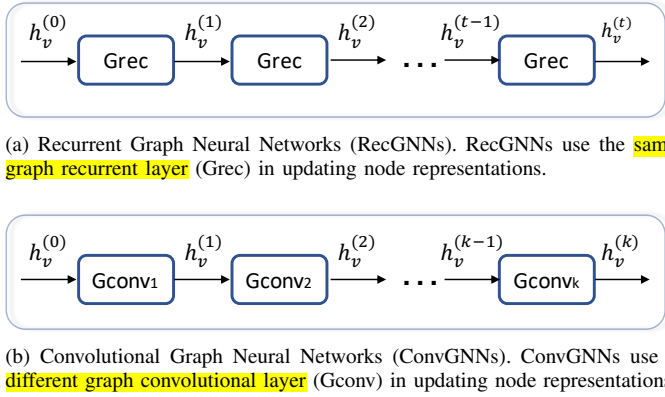 h_v^(0) h_v^(1) h_v^(2) h_v^(t−1) h_v^(t)
Grec Grec ... Grec
(a) Recurrent Graph Neural Networks (RecGNNs). RecGNNs use the sam
graph recurrent layer (Grec) in updating node representations.
h_v^(0) h_v^(1) h_v^(2) h_v^(k−1) h_v^(k)
Gconv₁ Gconv₂ ... Gconvₖ
(b) Convolutional Graph Neural Networks (ConvGNNs). ConvGNNs use
different graph convolutional layer (Gconv) in updating node representation